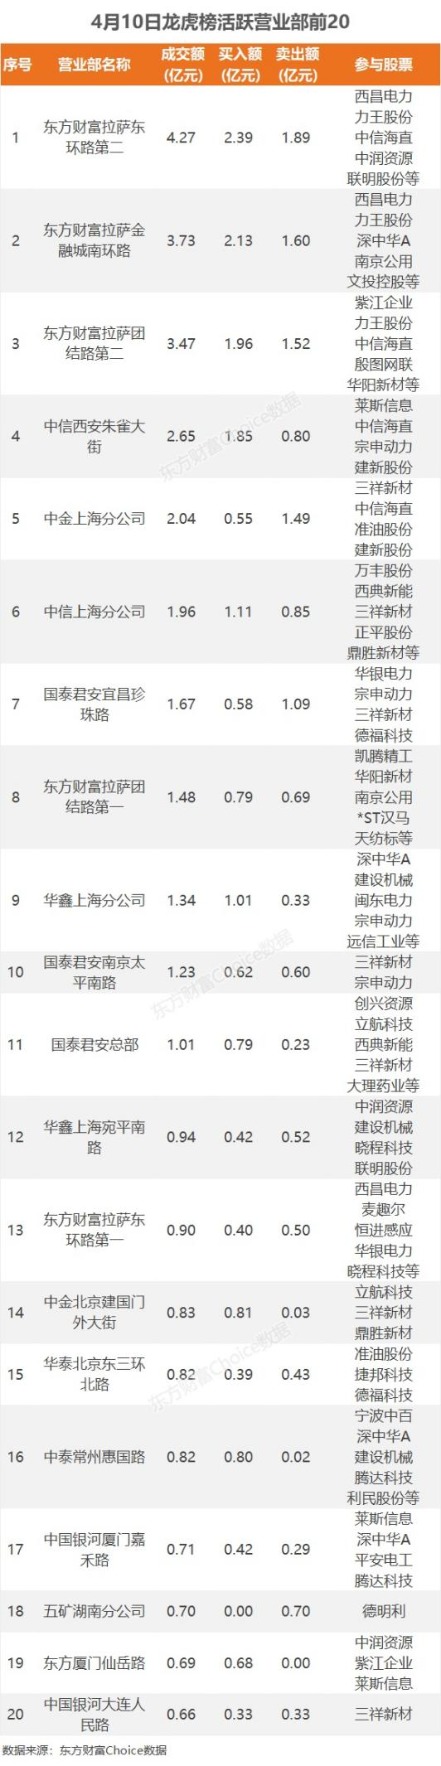 4月10日龙虎榜活跃营业部前20
序号 营业部名称 成交额(亿元) 买入额(亿元) 卖出额(亿元) 参与股票
1 东方财富拉萨东环路第二 4.27 2.39 1.89 西昌电力 力王股份 中信海直 中润资源 联明股份等
2 东方财富拉萨金融城南环路 3.73 2.13 1.60 西昌电力 力王股份 深中华A 南京公用 文投控股等
3 东方财富拉萨团结路第二 3.47 1.96 1.52 紫江企业 力王股份 中信海直 殷图网联 华阳新材等
4 中信西安朱雀大街 2.65 1.85 0.80 莱斯信息 中信海直 宗申动力 建新股份
5 中金上海分公司 2.04 0.55 1.49 三祥新材 中信海直 准油股份 建新股份
6 中信上海分公司 1.96 1.11 0.85 万丰股份 西典新能 三祥新材 正平股份 鼎胜新材等
7 国泰君安宜昌珍珠路 1.67 0.58 1.09 华银电力 宗申动力 三祥新材 德福科技
8 东方财富拉萨团结路第一 1.48 0.79 0.69 凯腾精工 华阳新材 南京公用 *ST汉马 天纺标等
9 华鑫上海分公司 1.34 1.01 0.33 深中华A 建设机械 闽东电力 宗申动力 远信工业等
10 国泰君安南京太平南路 1.23 0.62 0.60 三祥新材 宗申动力
11 国泰君安总部 1.01 0.79 0.23 创兴资源 立航科技 西典新能 三祥新材 大理药业等
12 华鑫上海宛平南路 0.94 0.42 0.52 中润资源 建设机械 晓程科技 联明股份
13 东方财富拉萨东环路第一 0.90 0.40 0.50 西昌电力 麦趣尔 恒进感应 华银电力 晓程科技等
14 中金北京建国门外大街 0.83 0.81 0.03 立航科技 三祥新材 鼎胜新材
15 华泰北京东三环北路 0.82 0.39 0.43 准油股份 捷邦科技 德福科技
16 中泰常州惠国路 0.82 0.80 0.02 宁波中百 深中华A 建设机械 腾达科技 利民股份等
17 中国银河厦门嘉禾路 0.71 0.42 0.29 莱斯信息 深中华A 平安电工 腾达科技
18 五矿湖南分公司 0.70 0.00 0.70 德明利
19 东方厦门仙岳路 0.69 0.68 0.00 中润资源 紫江企业 莱斯信息
20 中国银河大连人民路 0.66 0.33 0.33 三祥新材
数据来源：东方财富Choice数据
东方财富Choice数据
东方财富Choice数据
东方财富Choice数据